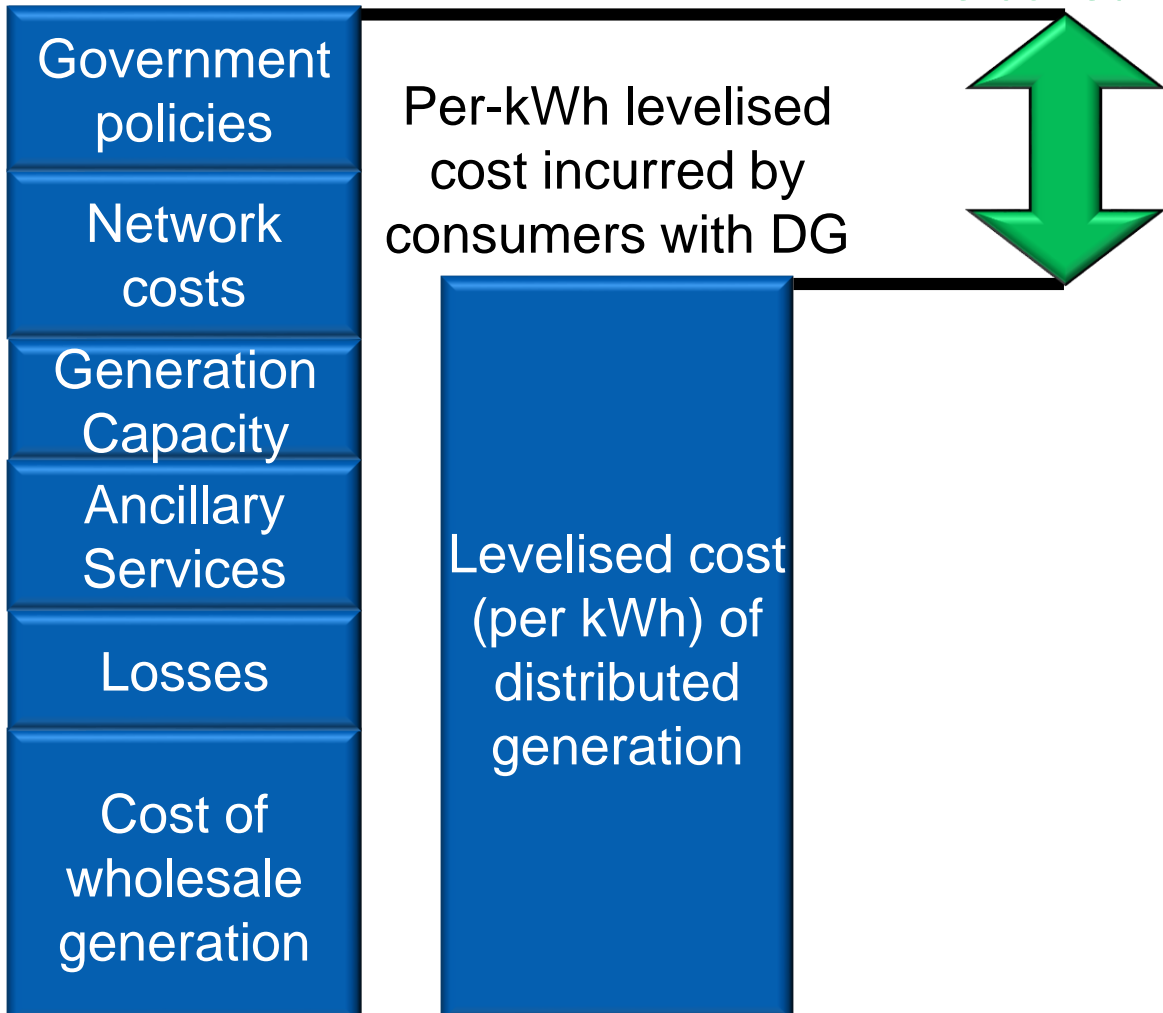 Government
policies
Network
costs
Generation
Capacity
Ancillary
Services
Losses
Cost of
wholesale
generation
Per-kWh levelised
cost incurred by
consumers with DG
Levelised cost
(per kWh) of
distributed
generation